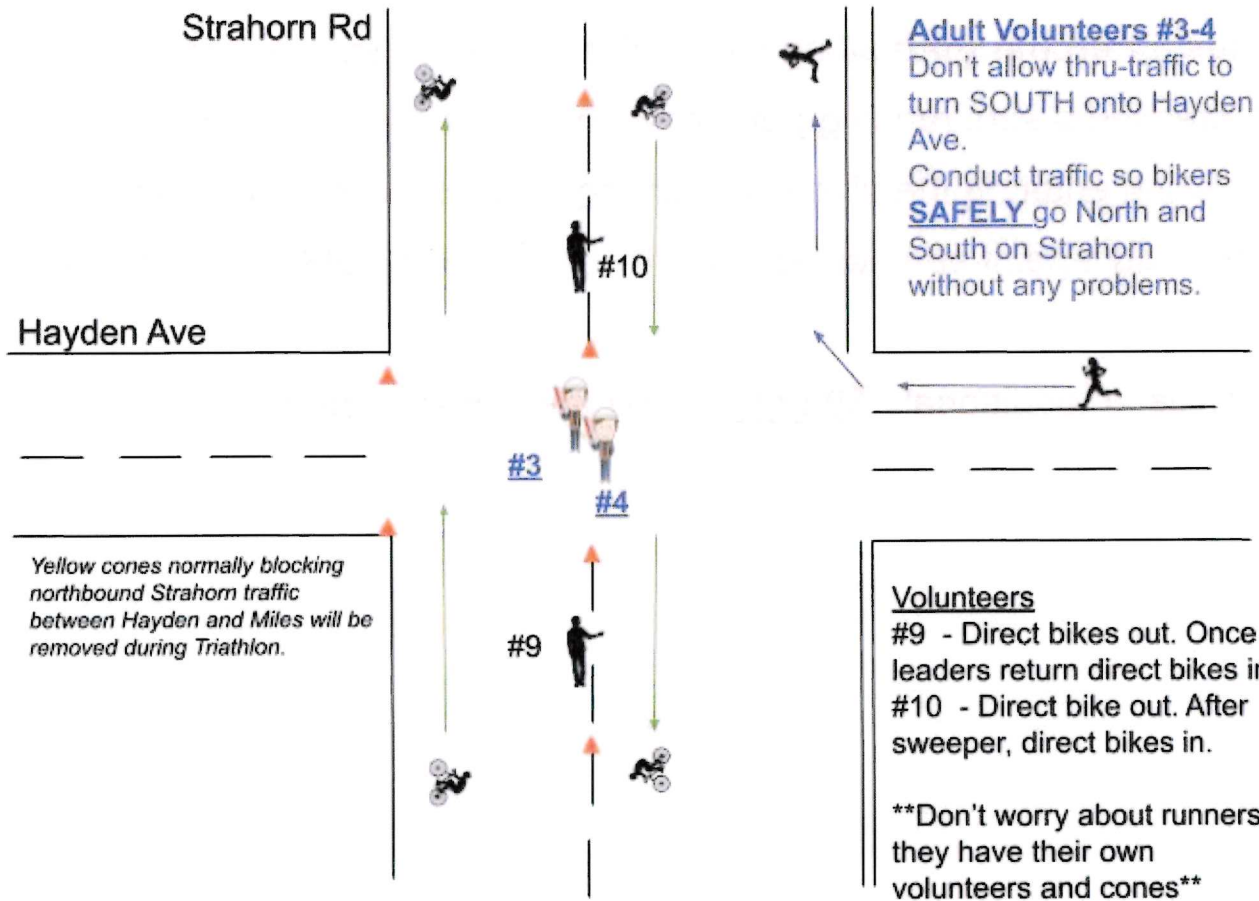 Strahorn Rd
Adult Volunteers #3-4
Don't allow thru-traffic to
turn SOUTH onto Hayden
Ave.
Conduct traffic so bikers
SAFELY go North and
South on Strahorn
without any problems.
#10
Hayden Ave
#3
#4
Yellow cones normally blocking
northbound Strahorn traffic
between Hayden and Miles will be
removed during Triathlon.
#9
Volunteers
#9 - Direct bikes out. Once
leaders return direct bikes in
#10 - Direct bike out. After
sweeper, direct bikes in.
**Don't worry about runners
they have their own
volunteers and cones**